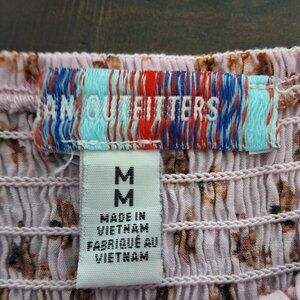 AN OUTFITTERS
M
M
MADE IN
VIETNAM
FABRIQUÉ AU
VIETNAM